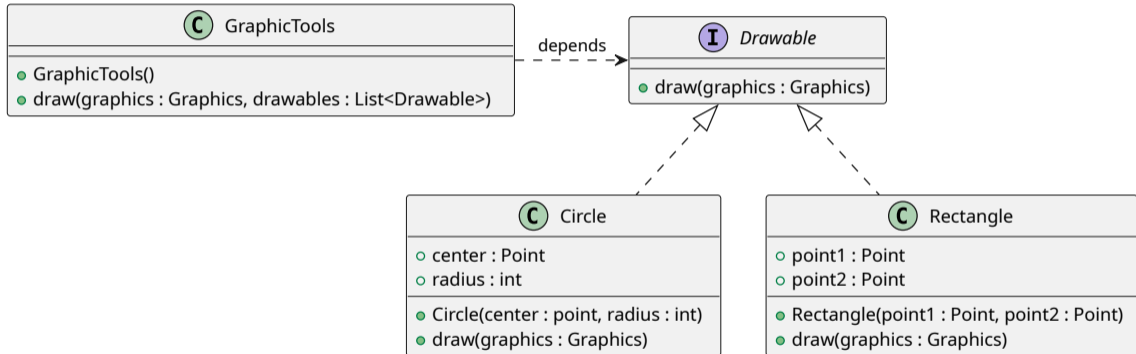 C GraphicTools
GraphicTools()
draw(graphics : Graphics, drawables : List<Drawable>)
depends
I Drawable
draw(graphics : Graphics)
C Circle
center : Point
radius : int
Circle(center : point, radius : int)
draw(graphics : Graphics)
C Rectangle
point1 : Point
point2 : Point
Rectangle(point1 : Point, point2 : Point)
draw(graphics : Graphics)